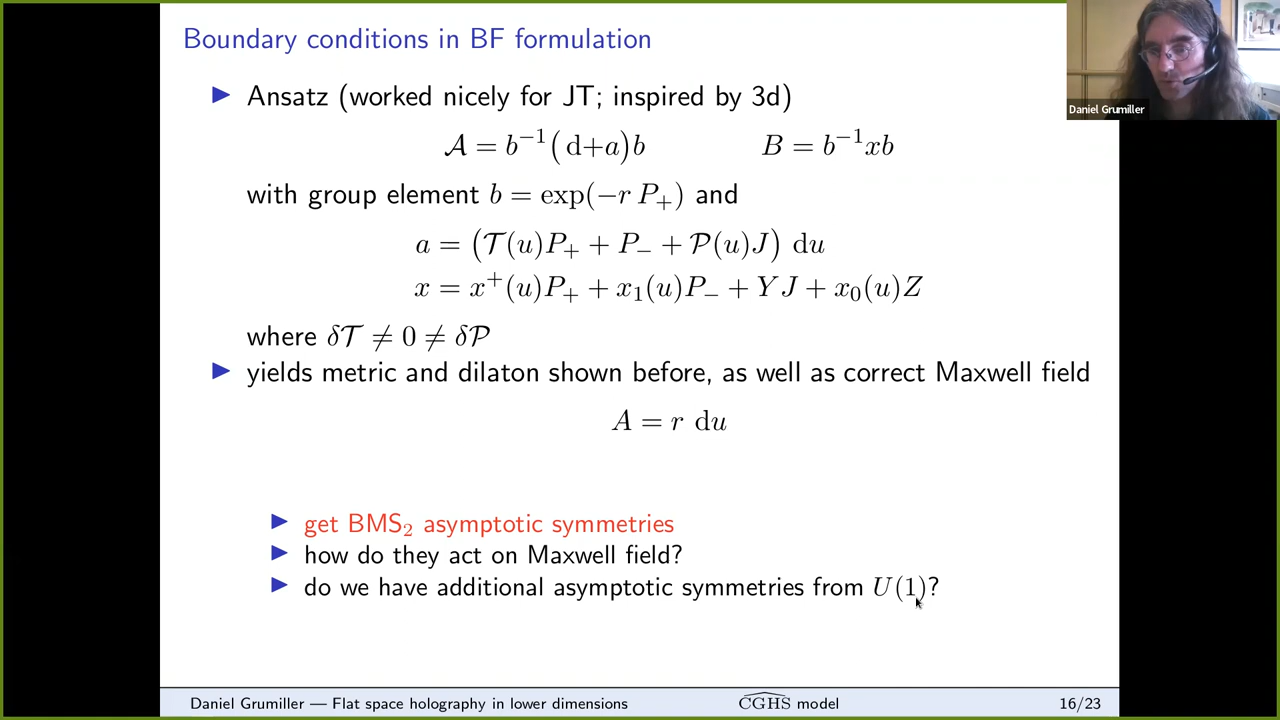 Boundary conditions in BF formulation
▶ Ansatz (worked nicely for JT; inspired by 3d)
𝒜 = b⁻¹(d+a)b B = b⁻¹xb
with group element b = exp(−r P₊) and
a = (𝒯(u)P₊ + P₋ + 𝒫(u)J) du
x = x⁺(u)P₊ + x₁(u)P₋ + Y J + x₀(u)Z
where δ𝒯 ≠ 0 ≠ δ𝒫
▶ yields metric and dilaton shown before, as well as correct Maxwell field
A = r du
▶ get BMS₂ asymptotic symmetries
▶ how do they act on Maxwell field?
▶ do we have additional asymptotic symmetries from U(1)?
Daniel Grumiller — Flat space holography in lower dimensions \widehat{CGHS} model 16/23
Daniel Grumiller